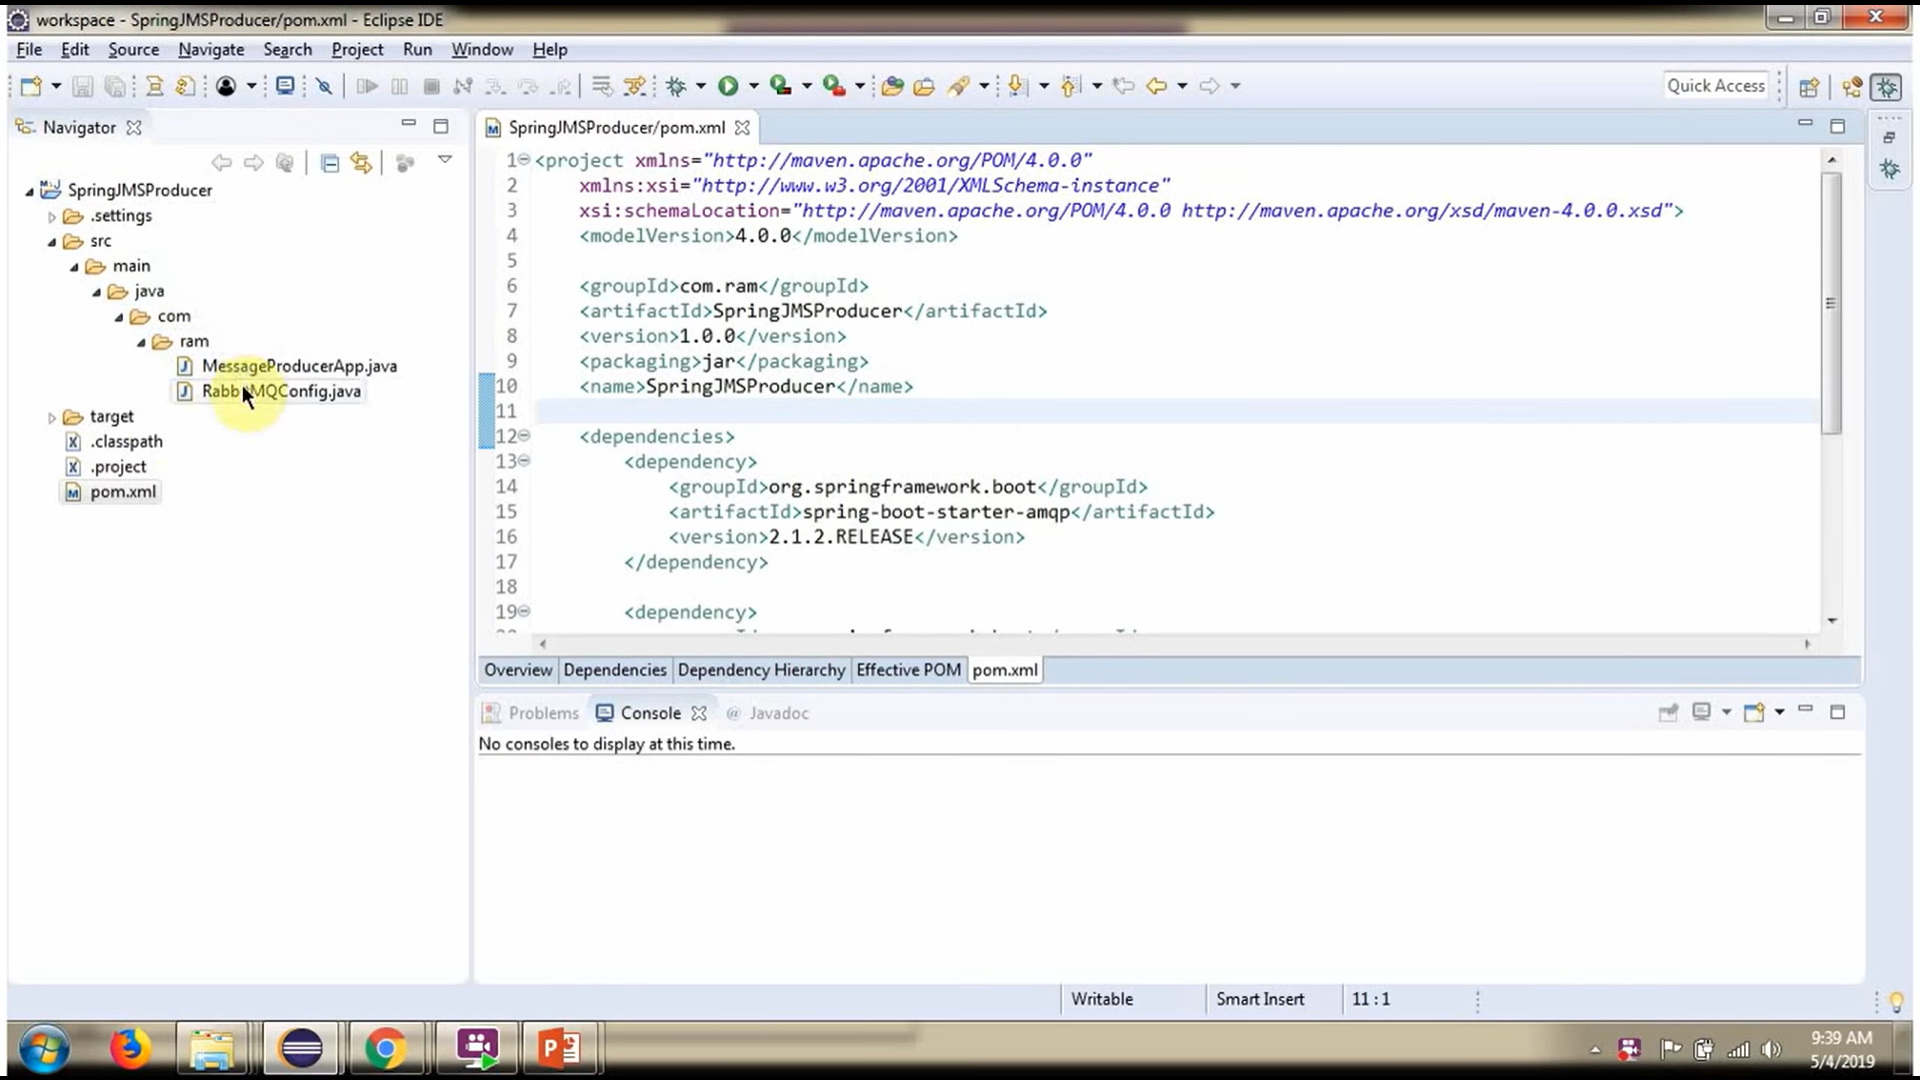 workspace - SpringJMSProducer/pom.xml - Eclipse IDE
File Edit Source Navigate Search Project Run Window Help
Quick Access
Navigator
SpringJMSProducer/pom.xml
SpringJMSProducer
.settings
src
main
java
com
ram
MessageProducerApp.java
RabbitMQConfig.java
target
.classpath
.project
pom.xml
1 <project xmlns="http://maven.apache.org/POM/4.0.0"
2 xmlns:xsi="http://www.w3.org/2001/XMLSchema-instance"
3 xsi:schemaLocation="http://maven.apache.org/POM/4.0.0 http://maven.apache.org/xsd/maven-4.0.0.xsd">
4 <modelVersion>4.0.0</modelVersion>
5
6 <groupId>com.ram</groupId>
7 <artifactId>SpringJMSProducer</artifactId>
8 <version>1.0.0</version>
9 <packaging>jar</packaging>
10 <name>SpringJMSProducer</name>
11
12 <dependencies>
13 <dependency>
14 <groupId>org.springframework.boot</groupId>
15 <artifactId>spring-boot-starter-amqp</artifactId>
16 <version>2.1.2.RELEASE</version>
17 </dependency>
18
19 <dependency>
Overview Dependencies Dependency Hierarchy Effective POM pom.xml
Problems Console @ Javadoc
No consoles to display at this time.
Writable Smart Insert 11 : 1
9:39 AM
5/4/2019